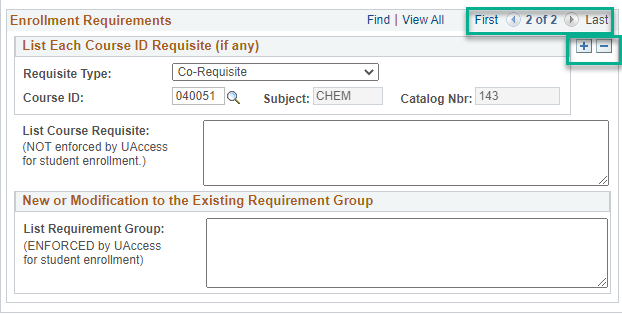 Enrollment Requirements Find | View All First 2 of 2 Last
List Each Course ID Requisite (if any)
Requisite Type: Co-Requisite
Course ID: 040051 Subject: CHEM Catalog Nbr: 143
List Course Requisite:
(NOT enforced by UAccess
for student enrollment.)
New or Modification to the Existing Requirement Group
List Requirement Group:
(ENFORCED by UAccess
for student enrollment)